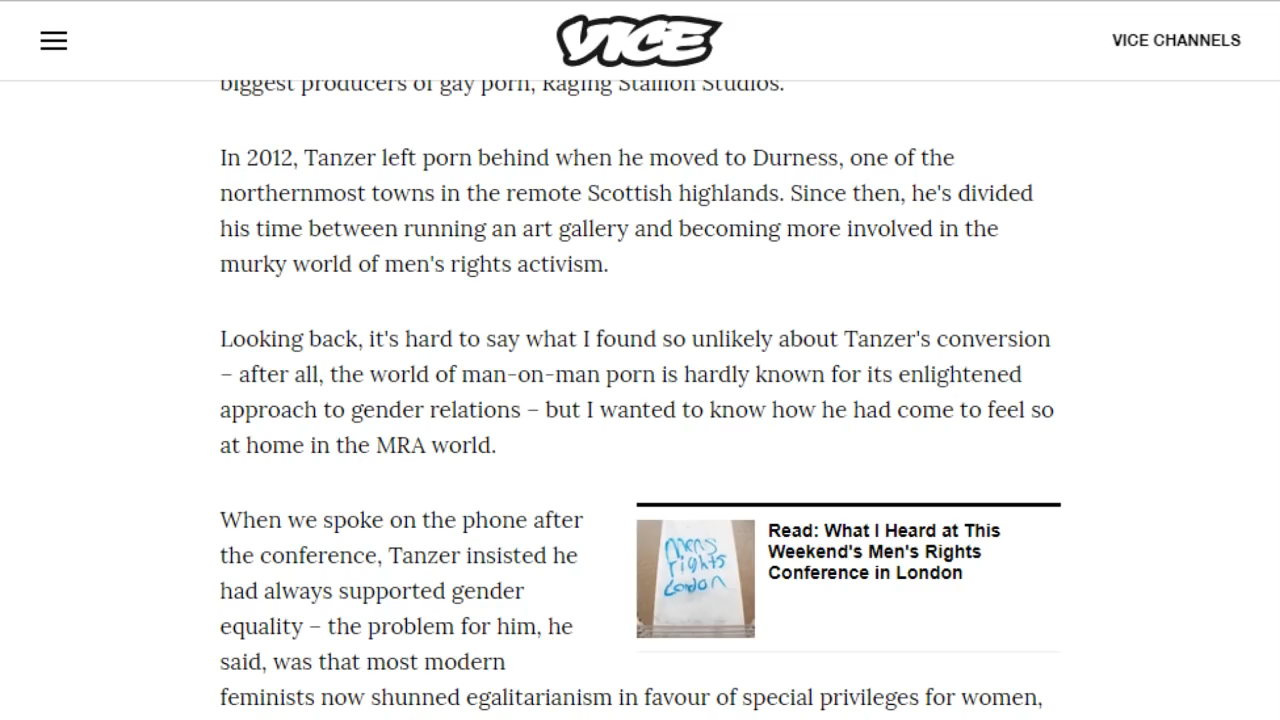 VICE
VICE CHANNELS
biggest producers of gay porn, Raging Stallion Studios.
In 2012, Tanzer left porn behind when he moved to Durness, one of the
northernmost towns in the remote Scottish highlands. Since then, he's divided
his time between running an art gallery and becoming more involved in the
murky world of men's rights activism.
Looking back, it's hard to say what I found so unlikely about Tanzer's conversion
– after all, the world of man-on-man porn is hardly known for its enlightened
approach to gender relations – but I wanted to know how he had come to feel so
at home in the MRA world.
When we spoke on the phone after
the conference, Tanzer insisted he
had always supported gender
equality – the problem for him, he
said, was that most modern
feminists now shunned egalitarianism in favour of special privileges for women,
Read: What I Heard at This
Weekend's Men's Rights
Conference in London
mens
rights
London